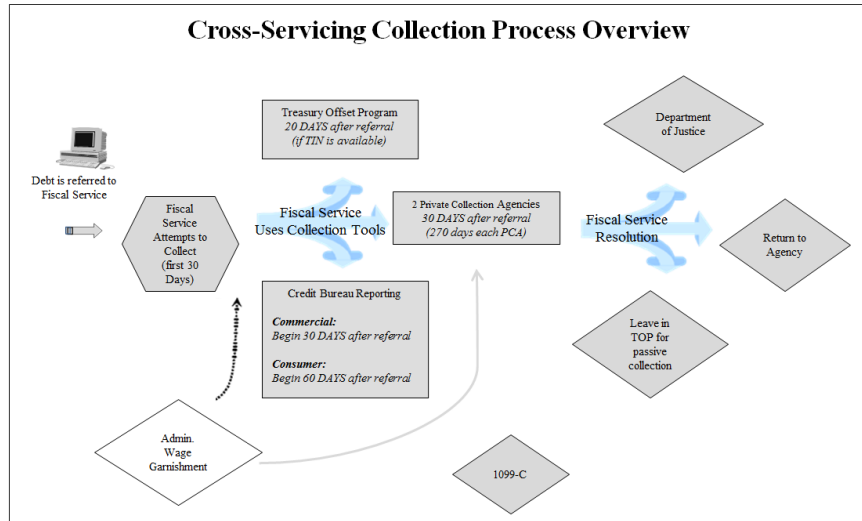 Cross-Servicing Collection Process Overview
Debt is referred to
Fiscal Service
Fiscal
Service
Attempts to
Collect
(first 30
Days)
Treasury Offset Program
20 DAYS after referral
(if TIN is available)
Fiscal Service
Uses Collection Tools
2 Private Collection Agencies
30 DAYS after referral
(270 days each PCA)
Credit Bureau Reporting
Commercial:
Begin 30 DAYS after referral
Consumer:
Begin 60 DAYS after referral
Admin.
Wage
Garnishment
Fiscal Service
Resolution
Department
of Justice
Return to
Agency
Leave in
TOP for
passive
collection
1099-C